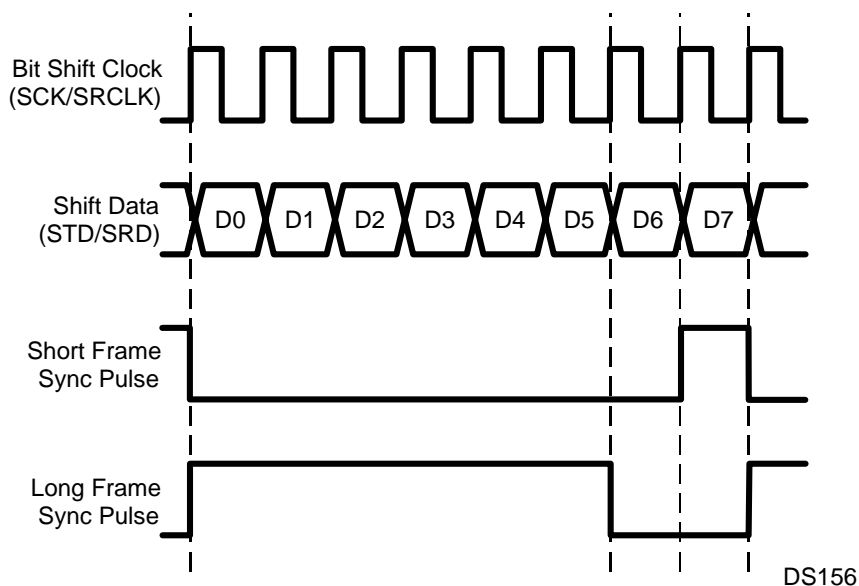 Bit Shift Clock
(SCK/SRCLK)
Shift Data
(STD/SRD)
D0 D1 D2 D3 D4 D5 D6 D7
Short Frame
Sync Pulse
Long Frame
Sync Pulse
DS156